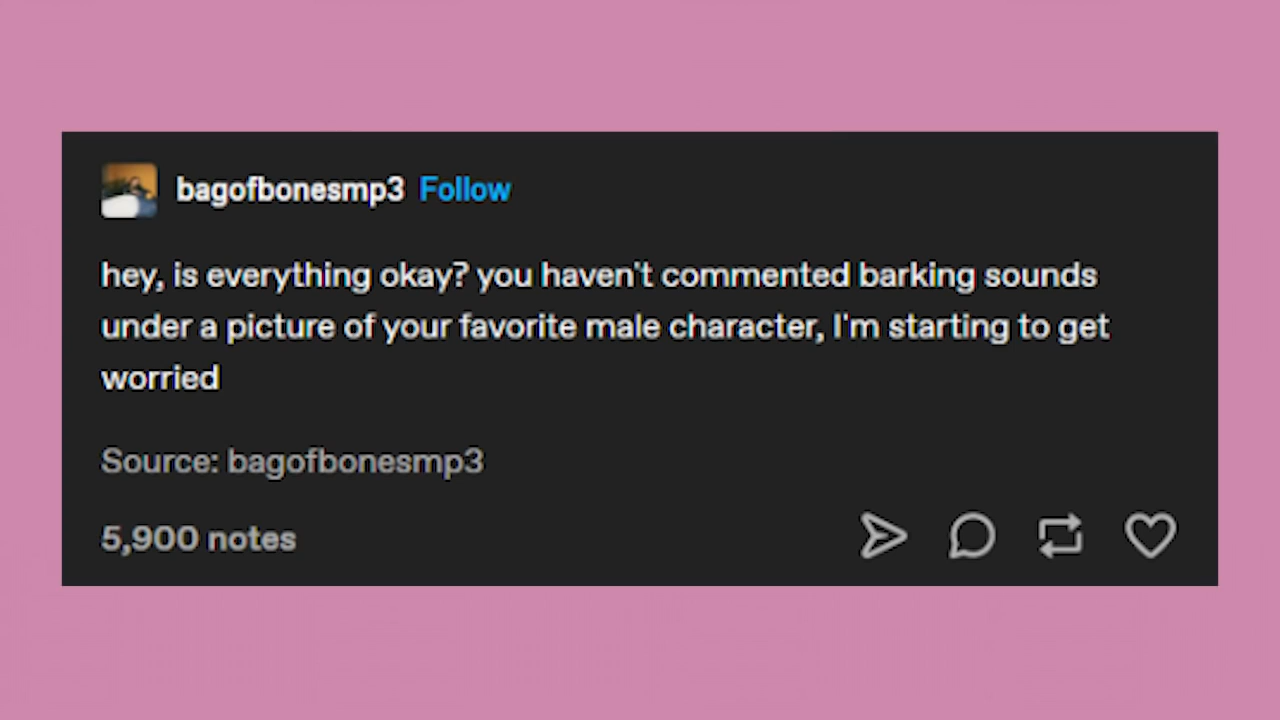 bagofbonesmp3 Follow
hey, is everything okay? you haven't commented barking sounds
under a picture of your favorite male character, I'm starting to get
worried
Source: bagofbonesmp3
5,900 notes